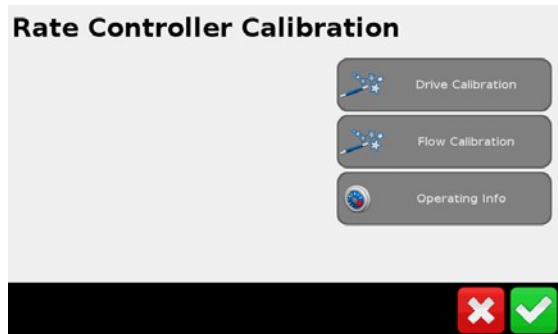 Rate Controller Calibration
Drive Calibration
Flow Calibration
Operating Info